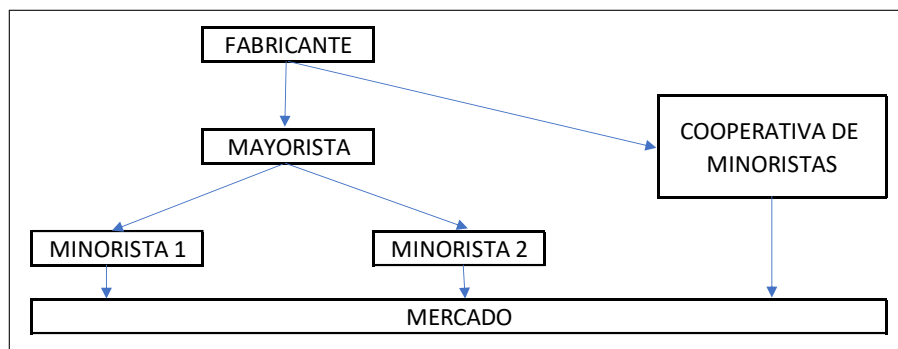 FABRICANTE
MAYORISTA
COOPERATIVA DE
MINORISTAS
MINORISTA 1
MINORISTA 2
MERCADO